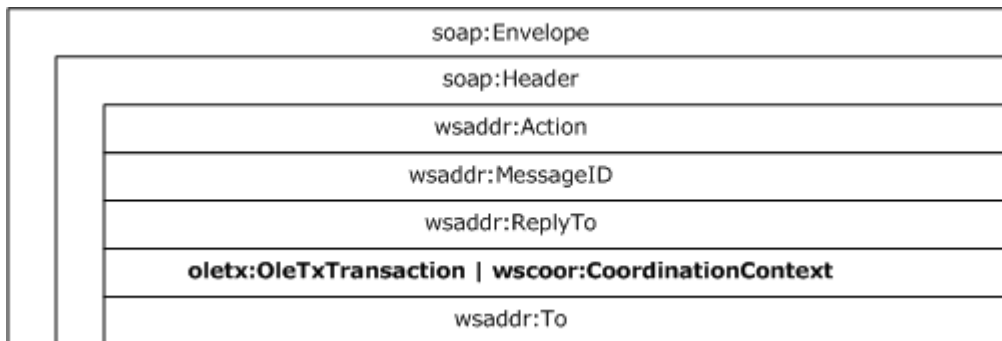 soap:Envelope
soap:Header
wsaddr:Action
wsaddr:MessageID
wsaddr:ReplyTo
oletx:OleTxTransaction | wscoor:CoordinationContext
wsaddr:To